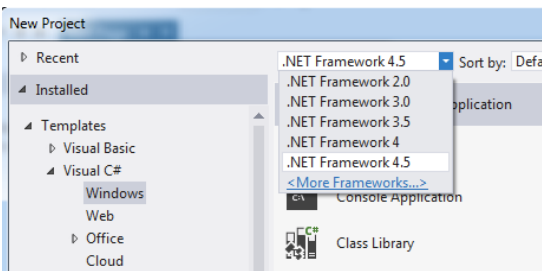 New Project
Recent
.NET Framework 4.5
Sort by: Defa
Installed
.NET Framework 2.0
.NET Framework 3.0
pplication
.NET Framework 3.5
Templates
.NET Framework 4
Visual Basic
.NET Framework 4.5
Visual C#
<More Frameworks...>
Windows
C:\
Console Application
Web
Office
C#
Class Library
Cloud